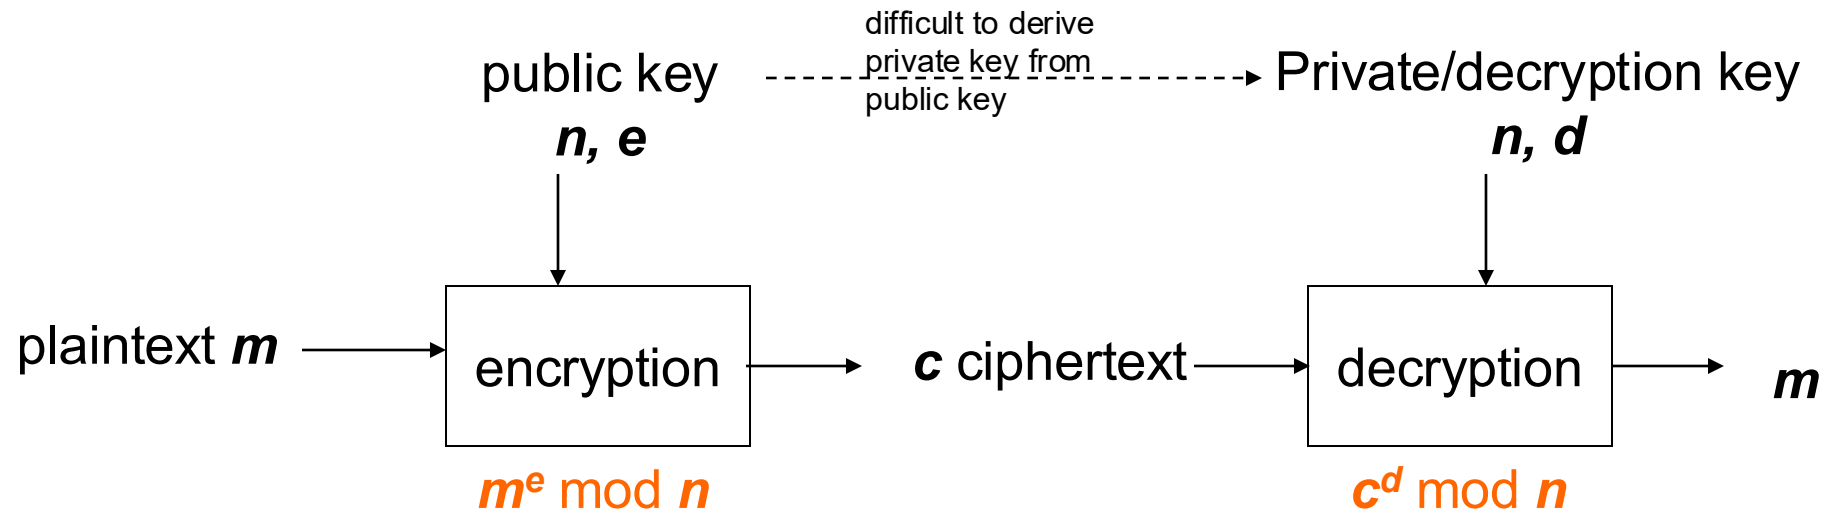 difficult to derive
private key from
public key
public key
n, e
Private/decryption key
n, d
plaintext m
encryption
c ciphertext
decryption
m
mᵉ mod n
cᵈ mod n